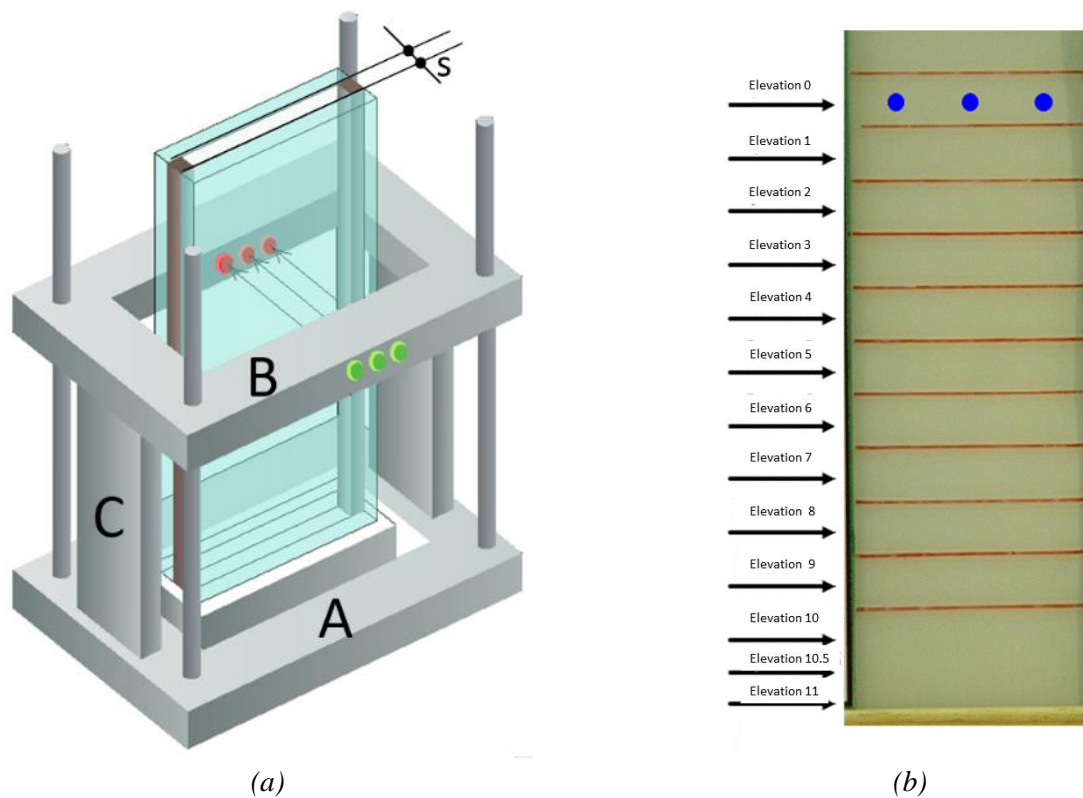 s
B
C
A
Elevation 0
Elevation 1
Elevation 2
Elevation 3
Elevation 4
Elevation 5
Elevation 6
Elevation 7
Elevation 8
Elevation 9
Elevation 10
Elevation 10.5
Elevation 11
(a)
(b)